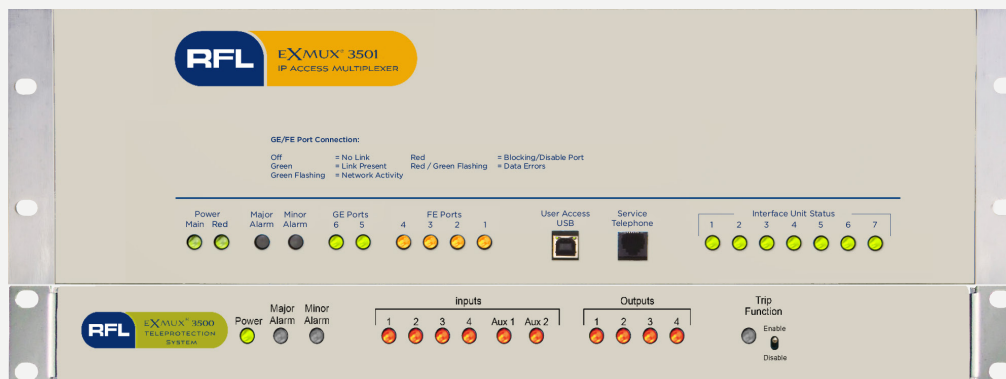 RFL
EXMUX® 3501
IP ACCESS MULTIPLEXER
GE/FE Port Connection:
Off = No Link Red = Blocking/Disable Port
Green = Link Present Red / Green Flashing = Data Errors
Green Flashing = Network Activity
Power Major Minor GE Ports FE Ports User Access Service Interface Unit Status
Main Red Alarm Alarm 6 5 4 3 2 1 USB Telephone 1 2 3 4 5 6 7
RFL
EXMUX® 3500
TELEPROTECTION
SYSTEM
Power
Major Alarm
Minor Alarm
Inputs
1 2 3 4 Aux 1 Aux 2
Outputs
1 2 3 4
Trip
Function
Enable
Disable